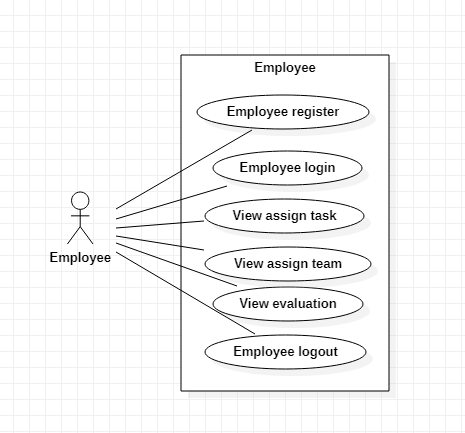 Employee
Employee register
Employee login
View assign task
View assign team
View evaluation
Employee logout
Employee